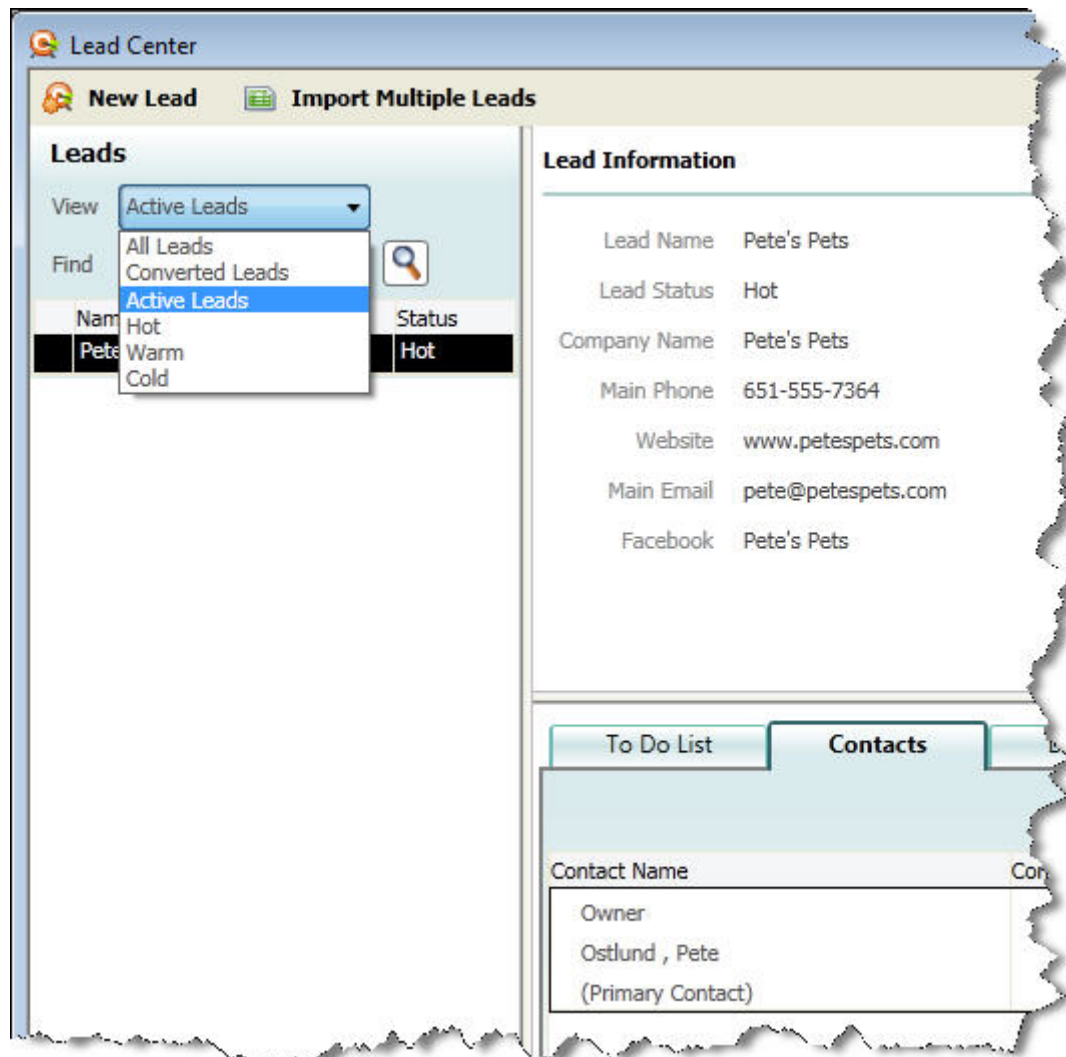 Lead Center
New Lead Import Multiple Leads
Leads
View Active Leads
All Leads
Converted Leads
Active Leads
Hot
Warm
Cold
Find
Status
Hot
Lead Information
Lead Name Pete's Pets
Lead Status Hot
Company Name Pete's Pets
Main Phone 651-555-7364
Website www.petespets.com
Main Email pete@petespets.com
Facebook Pete's Pets
To Do List Contacts
Contact Name
Owner
Ostlund , Pete
(Primary Contact)